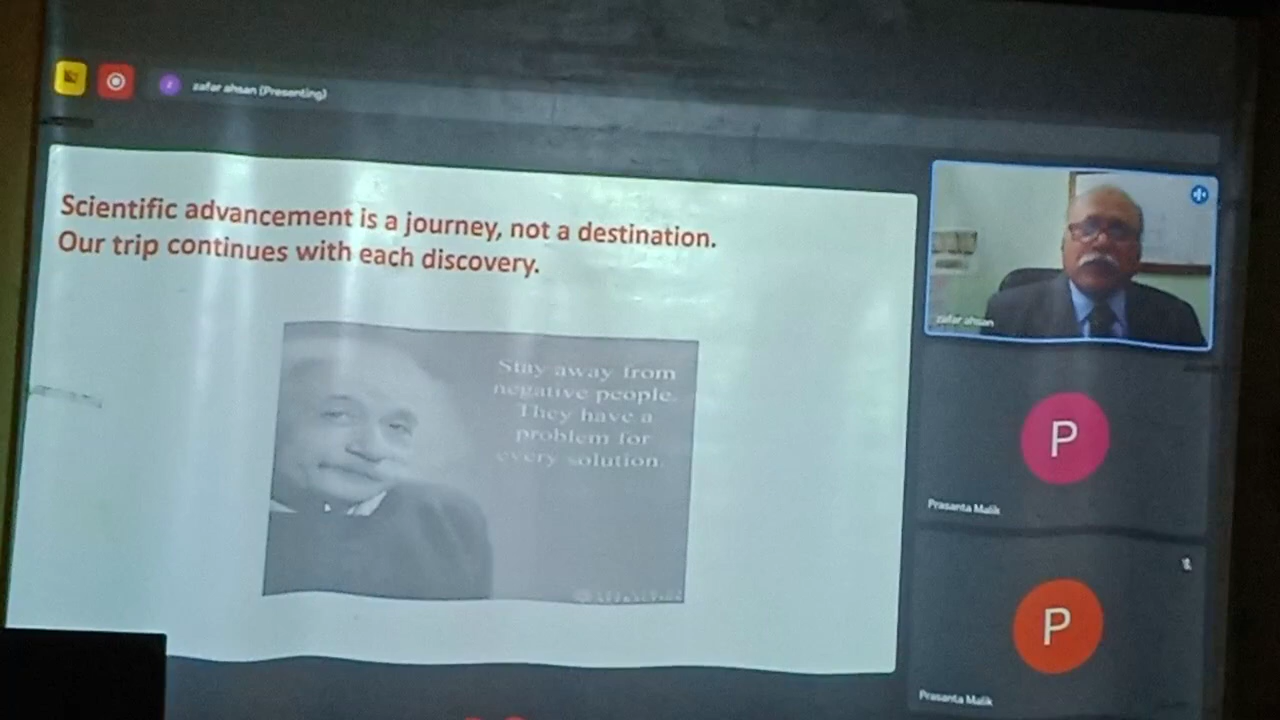 zafar ahsan (Presenting)
Scientific advancement is a journey, not a destination.
Our trip continues with each discovery.
Stay away from
negative people.
They have a
problem for
every solution.
zafar ahsan
P
Prasanta Malik
P
Prasanta Malik